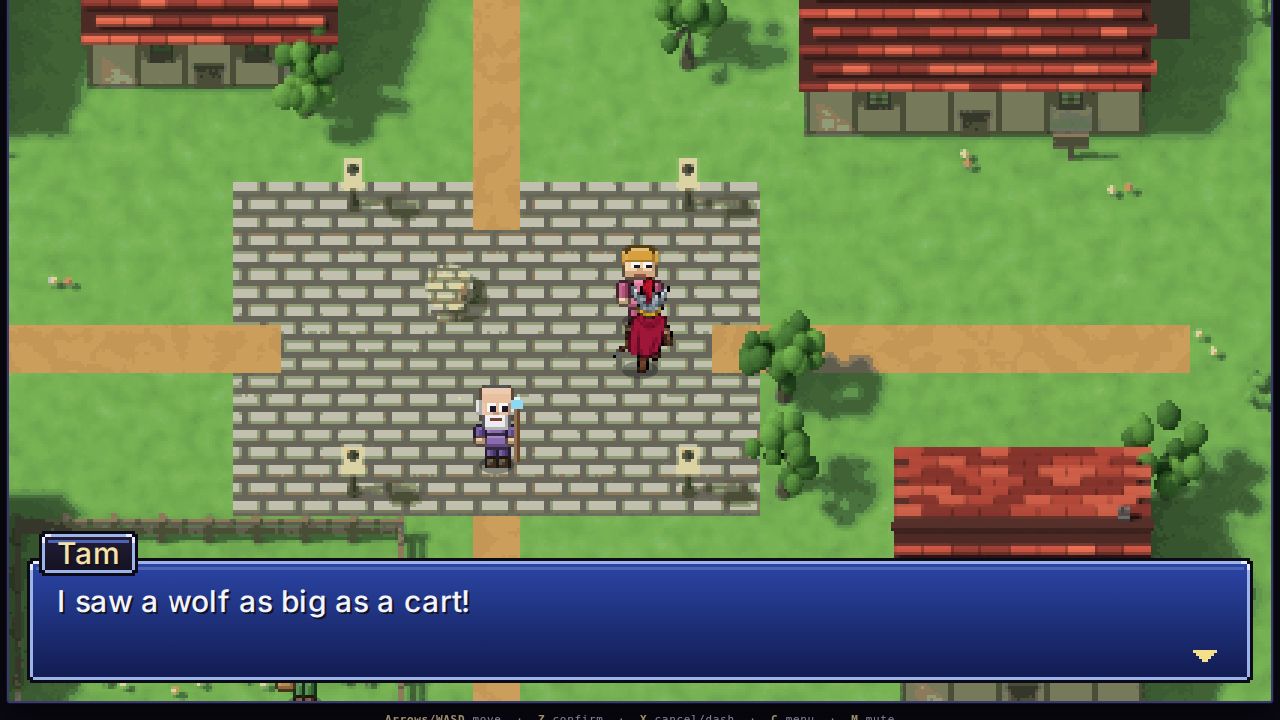 Tam
I saw a wolf as big as a cart!
Arrows/WASD move · Z confirm · X cancel/dash · C menu · M mute